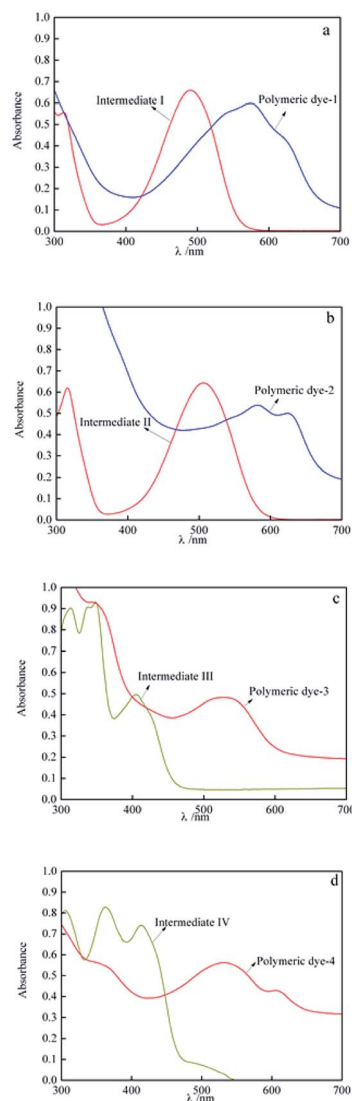 a
1.0
0.9
0.8
0.7
0.6
0.5
0.4
0.3
0.2
0.1
0.0
Absorbance
Intermediate I
Polymeric dye-1
300 400 500 600 700
λ /nm
b
1.0
0.9
0.8
0.7
0.6
0.5
0.4
0.3
0.2
0.1
0.0
Absorbance
Polymeric dye-2
Intermediate II
300 400 500 600 700
λ /nm
c
1.0
0.9
0.8
0.7
0.6
0.5
0.4
0.3
0.2
0.1
0.0
Absorbance
Intermediate III
Polymeric dye-3
300 400 500 600 700
λ /nm
d
1.0
0.9
0.8
0.7
0.6
0.5
0.4
0.3
0.2
0.1
0.0
Absorbance
Intermediate IV
Polymeric dye-4
300 400 500 600 700
λ /nm